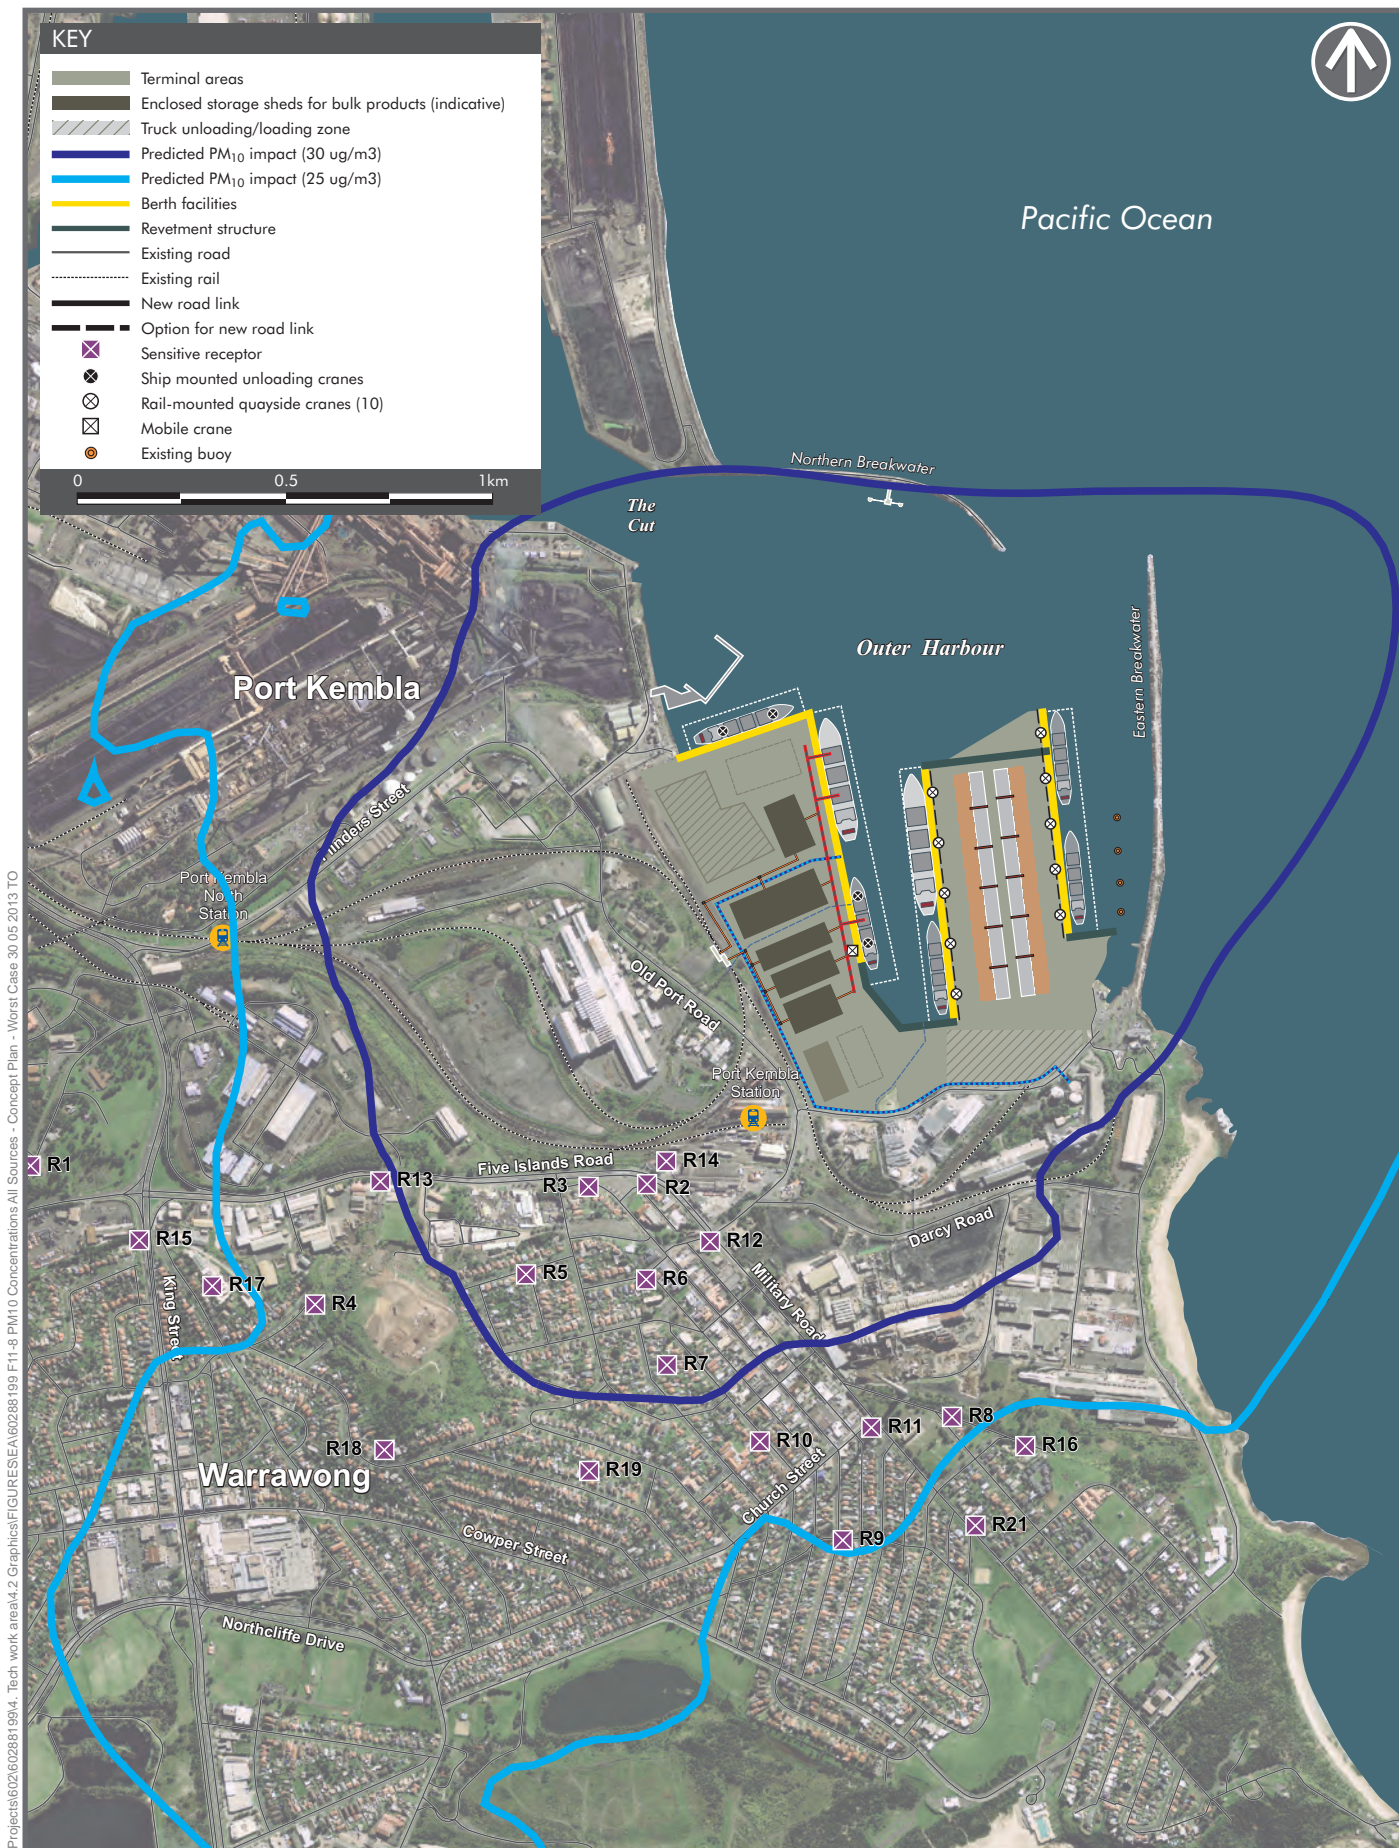 KEY
Terminal areas
Enclosed storage sheds for bulk products (indicative)
Truck unloading/loading zone
Predicted PM10 impact (30 ug/m3)
Predicted PM10 impact (25 ug/m3)
Berth facilities
Revetment structure
Existing road
Existing rail
New road link
Option for new road link
Sensitive receptor
Ship mounted unloading cranes
Rail-mounted quayside cranes (10)
Mobile crane
Existing buoy
0
0.5
1km
Pacific Ocean
Northern Breakwater
The
Cut
Eastern Breakwater
Outer Harbour
Port Kembla
Flinders Street
Port Kembla
North
Station
Old Port Road
Port Kembla
Station
R1
Five Islands Road
R14
R13
R3
R2
Darcy Road
R15
R12
King Street
R17
R5
R6
Military Road
R4
R7
R8
R11
R18
R10
R16
Warrawong
R19
Church Street
R21
Cowper Street
R9
Northcliffe Drive
Projects\602\60288199\4. Tech work area\4.2 Graphics\FIGURES\EA\60288199 F11-8 PM10 Concentrations All Sources - Concept Plan - Worst Case 30 05 2013 TO